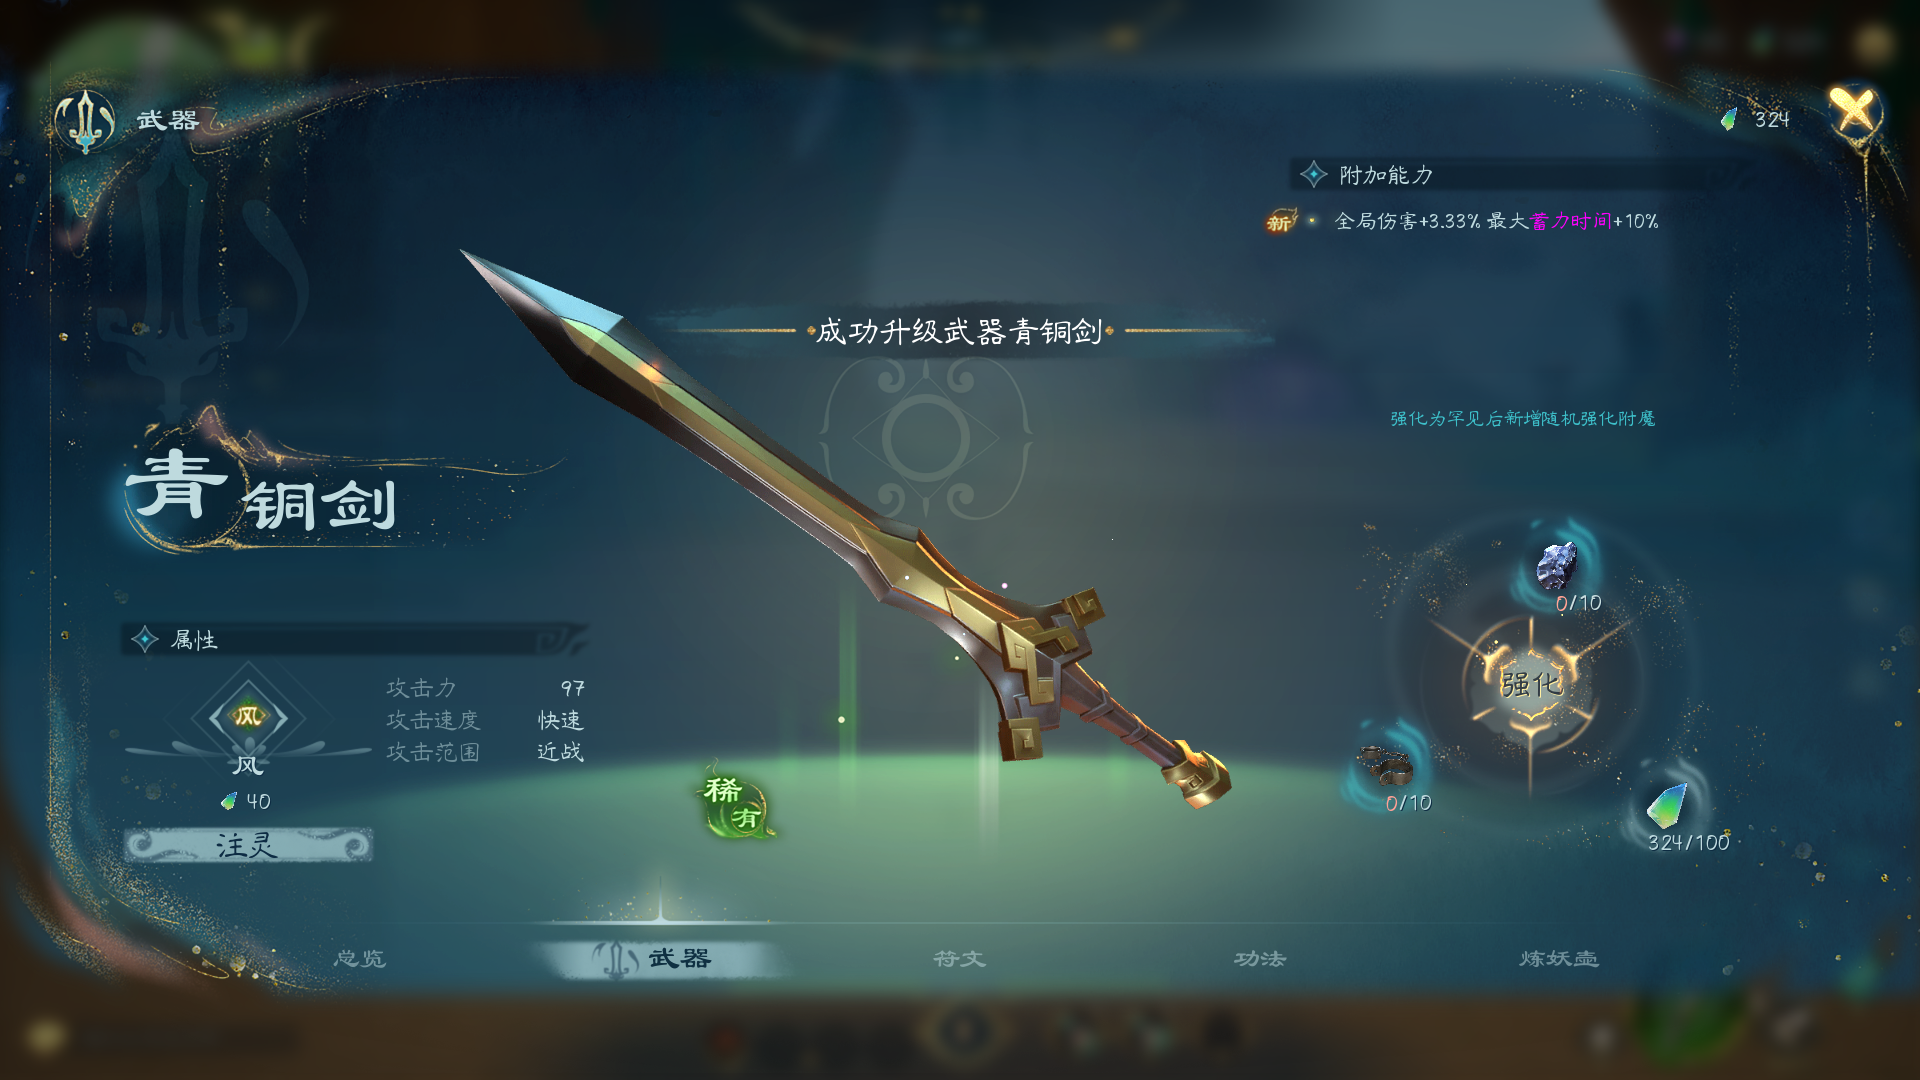 武器
324
附加能力
新 全局伤害+3.33% 最大蓄力时间+10%
成功升级武器青铜剑
强化为罕见后新增随机强化附魔
青铜剑
0/10
强化
属性
风
攻击力 97
攻击速度 快速
攻击范围 近战
风
40
注灵
稀有
0/10
324/100
总览
武器
符文
功法
炼妖壶